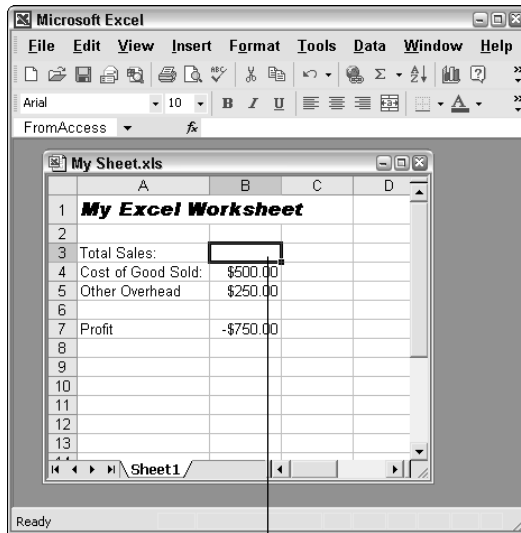 Microsoft Excel
File Edit View Insert Format Tools Data Window Help
Arial 10 B I U A
FromAccess fx
My Sheet.xls
A B C D
1 My Excel Worksheet
2
3 Total Sales:
4 Cost of Good Sold: $500.00
5 Other Overhead $250.00
6
7 Profit -$750.00
8
9
10
11
12
13
Sheet1
Ready